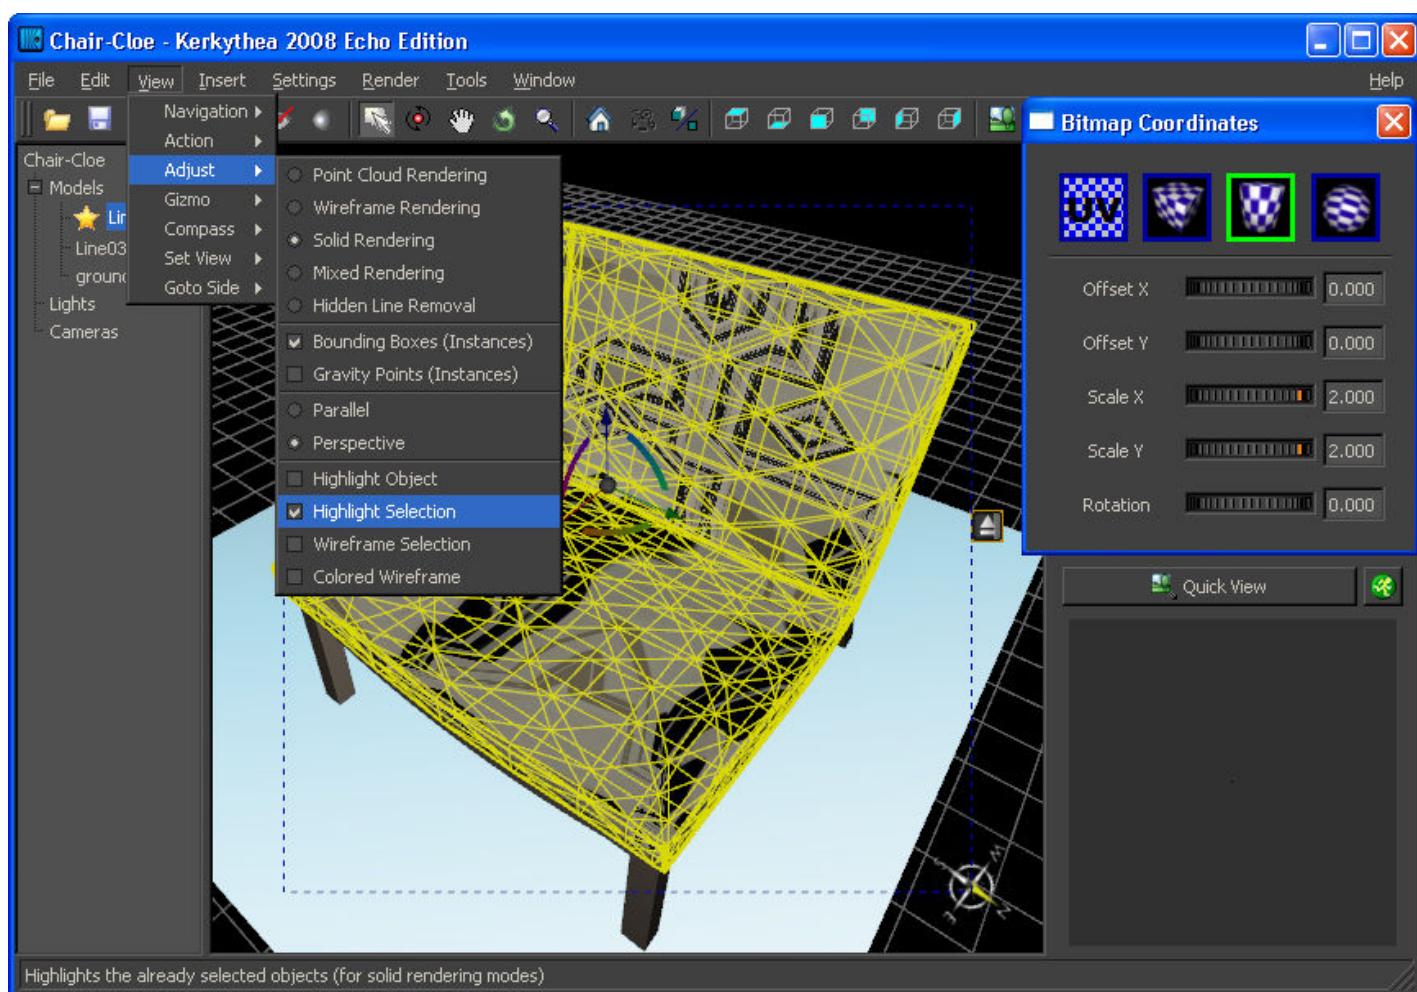 Chair-Cloe - Kerkythea 2008 Echo Edition
File Edit View Insert Settings Render Tools Window Help
Navigation
Action
Adjust
Gizmo
Compass
Set View
Goto Side
Chair-Cloe
Models
Line03
Lights
Cameras
Point Cloud Rendering
Wireframe Rendering
Solid Rendering
Mixed Rendering
Hidden Line Removal
Bounding Boxes (Instances)
Gravity Points (Instances)
Parallel
Perspective
Highlight Object
Highlight Selection
Wireframe Selection
Colored Wireframe
Bitmap Coordinates
UV
Offset X 0.000
Offset Y 0.000
Scale X 2.000
Scale Y 2.000
Rotation 0.000
Quick View
W
N
E
Highlights the already selected objects (for solid rendering modes)